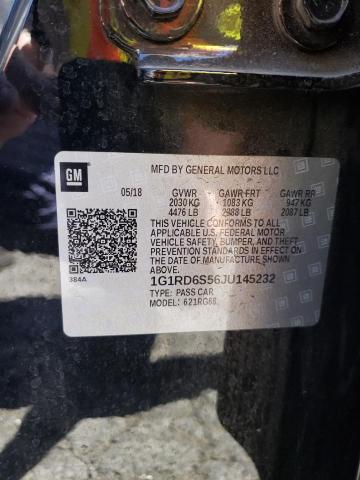 MFD BY GENERAL MOTORS LLC
GM
05/18 GVWR GAWR FRT GAWR RR
2030 KG 1083 KG 947 KG
4476 LB 2388 LB 2087 LB
THIS VEHICLE CONFORMS TO ALL
APPLICABLE U.S. FEDERAL MOTOR
VEHICLE SAFETY, BUMPER, AND THEFT
PREVENTION STANDARDS IN EFFECT ON
THE DATE OF MANUFACTURE SHOWN ABOVE.
384A
1G1RD6S56JU145232
TYPE: PASS CAR
MODEL: 621RG68